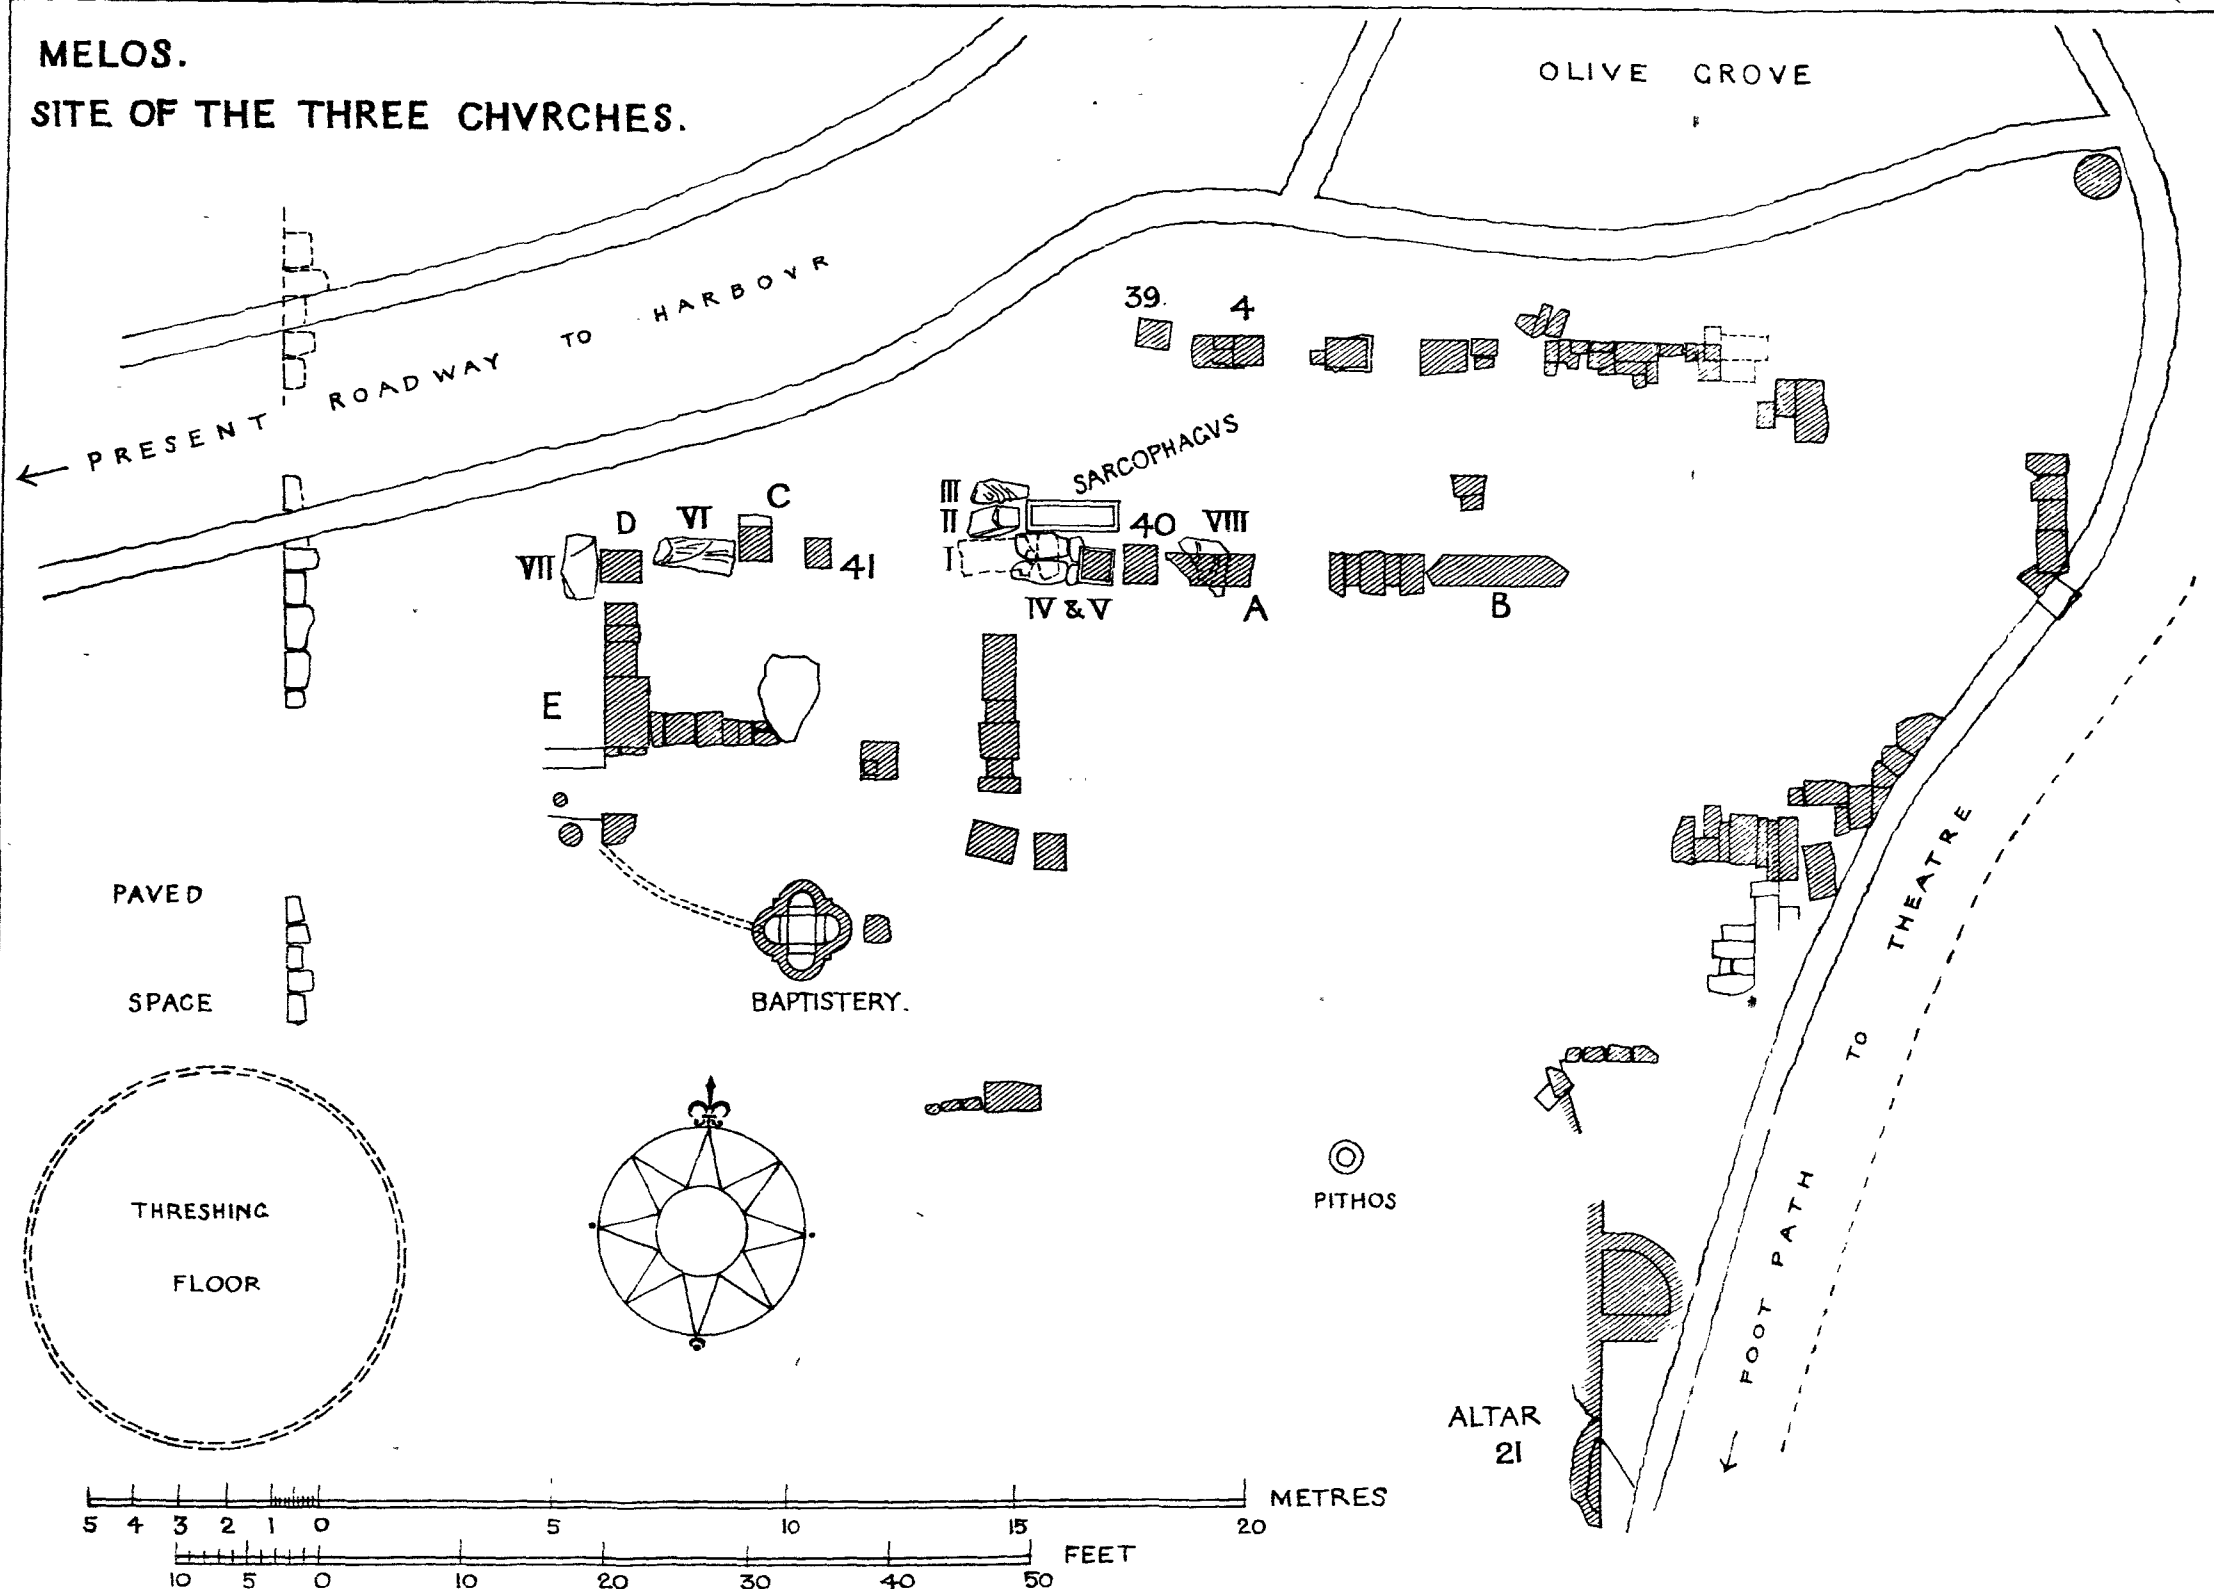 MELOS.
SITE OF THE THREE CHVRCHES.
OLIVE GROVE
PRESENT ROADWAY TO HARBOVR
39.
4
SARCOPHAGVS
III
II
I
40
VIII
IV & V
A
B
C
VI
D
VII
41
E
PAVED
SPACE
BAPTISTERY.
THRESHING
FLOOR
PITHOS
FOOT PATH TO THEATRE
ALTAR
21
5 4 3 2 1 0 5 10 15 20 METRES
10 5 0 10 20 30 40 50 FEET